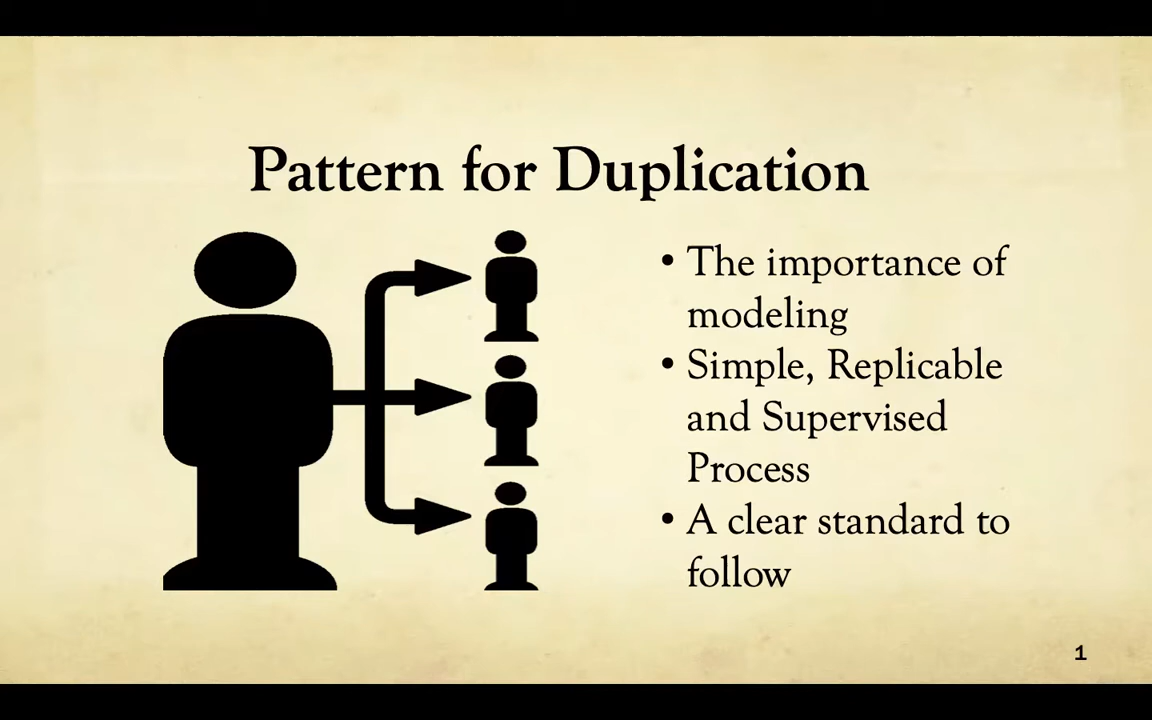 Pattern for Duplication
• The importance of
modeling
• Simple, Replicable
and Supervised
Process
• A clear standard to
follow
1